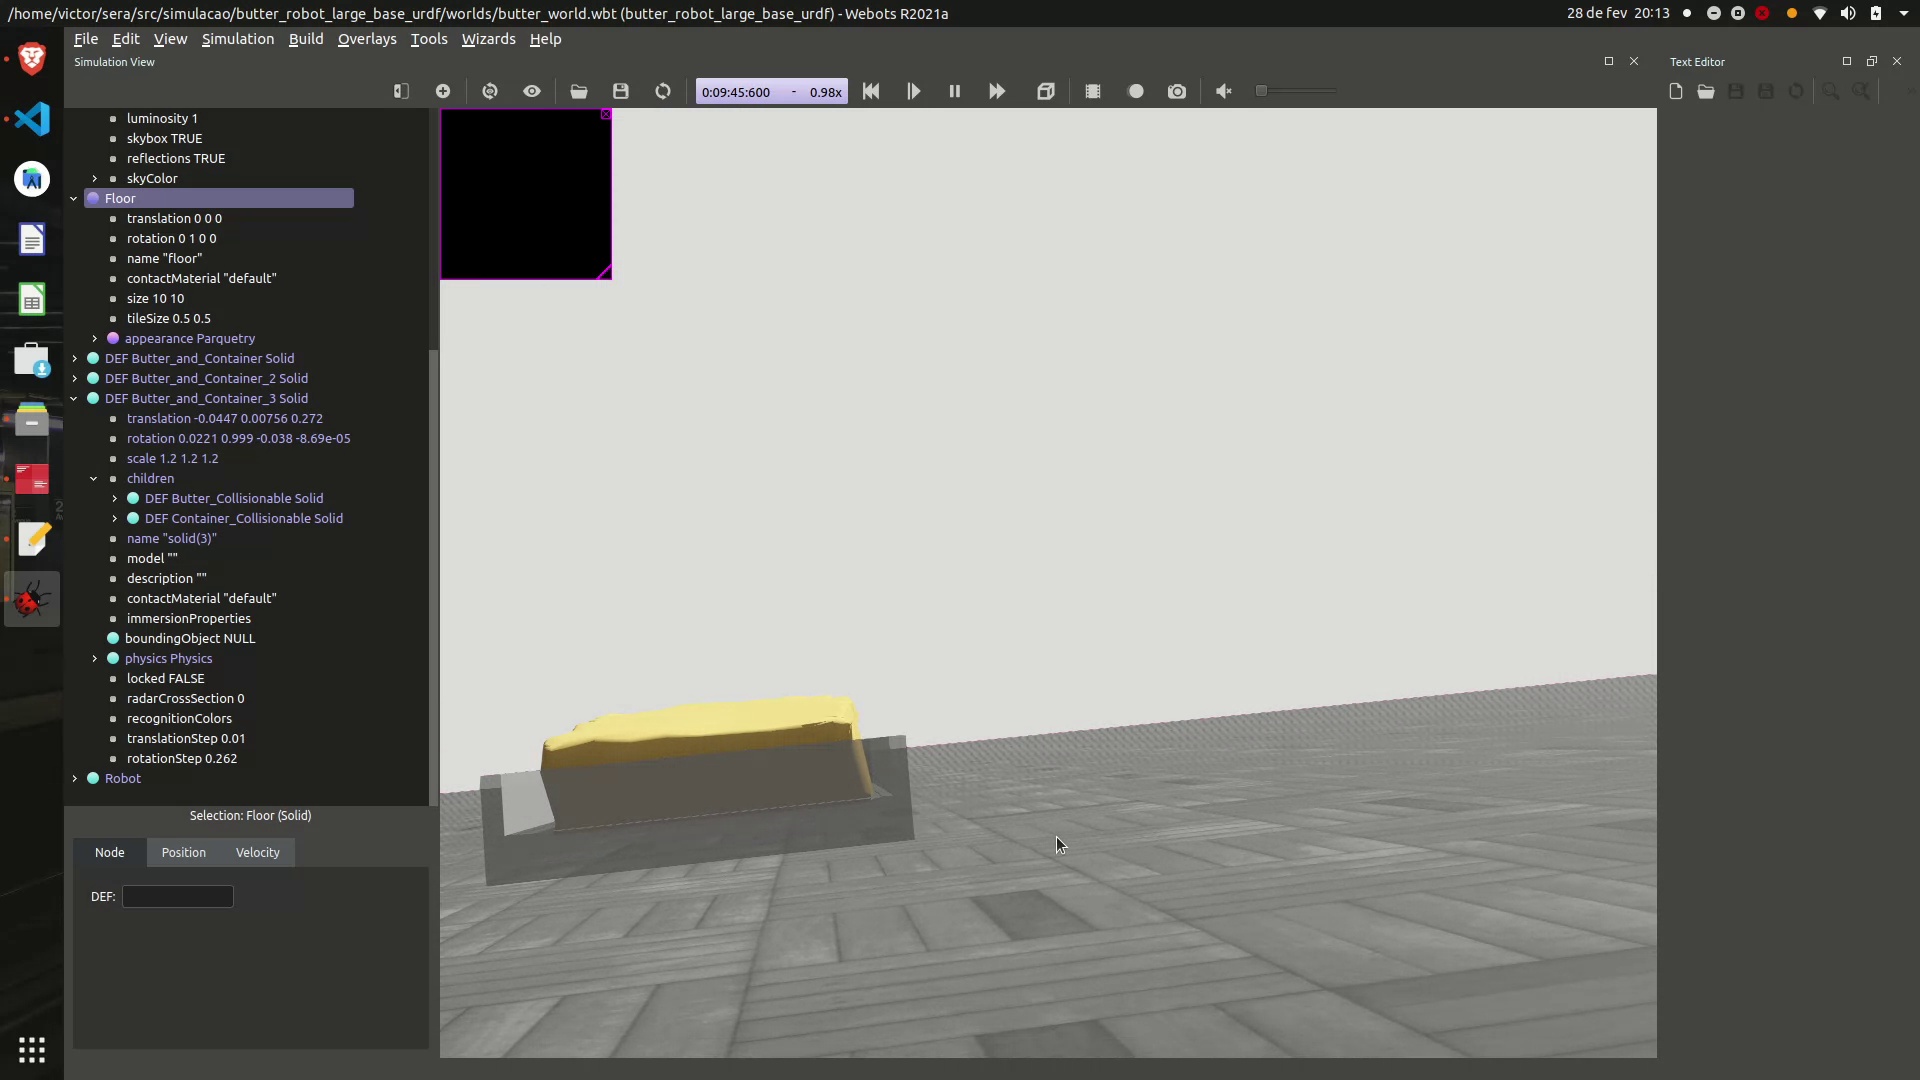 /home/victor/sera/src/simulacao/butter_robot_large_base_urdf/worlds/butter_world.wbt (butter_robot_large_base_urdf) - Webots R2021a
28 de fev 20:13
File Edit View Simulation Build Overlays Tools Wizards Help
Simulation View
Text Editor
0:09:45:600 - 0.98x
luminosity 1
skybox TRUE
reflections TRUE
skyColor
Floor
translation 0 0 0
rotation 0 1 0 0
name "floor"
contactMaterial "default"
size 10 10
tileSize 0.5 0.5
appearance Parquetry
DEF Butter_and_Container Solid
DEF Butter_and_Container_2 Solid
DEF Butter_and_Container_3 Solid
translation -0.0447 0.00756 0.272
rotation 0.0221 0.999 -0.038 -8.69e-05
scale 1.2 1.2 1.2
children
DEF Butter_Collisionable Solid
DEF Container_Collisionable Solid
name "solid(3)"
model ""
description ""
contactMaterial "default"
immersionProperties
boundingObject NULL
physics Physics
locked FALSE
radarCrossSection 0
recognitionColors
translationStep 0.01
rotationStep 0.262
Robot
Selection: Floor (Solid)
Node Position Velocity
DEF: